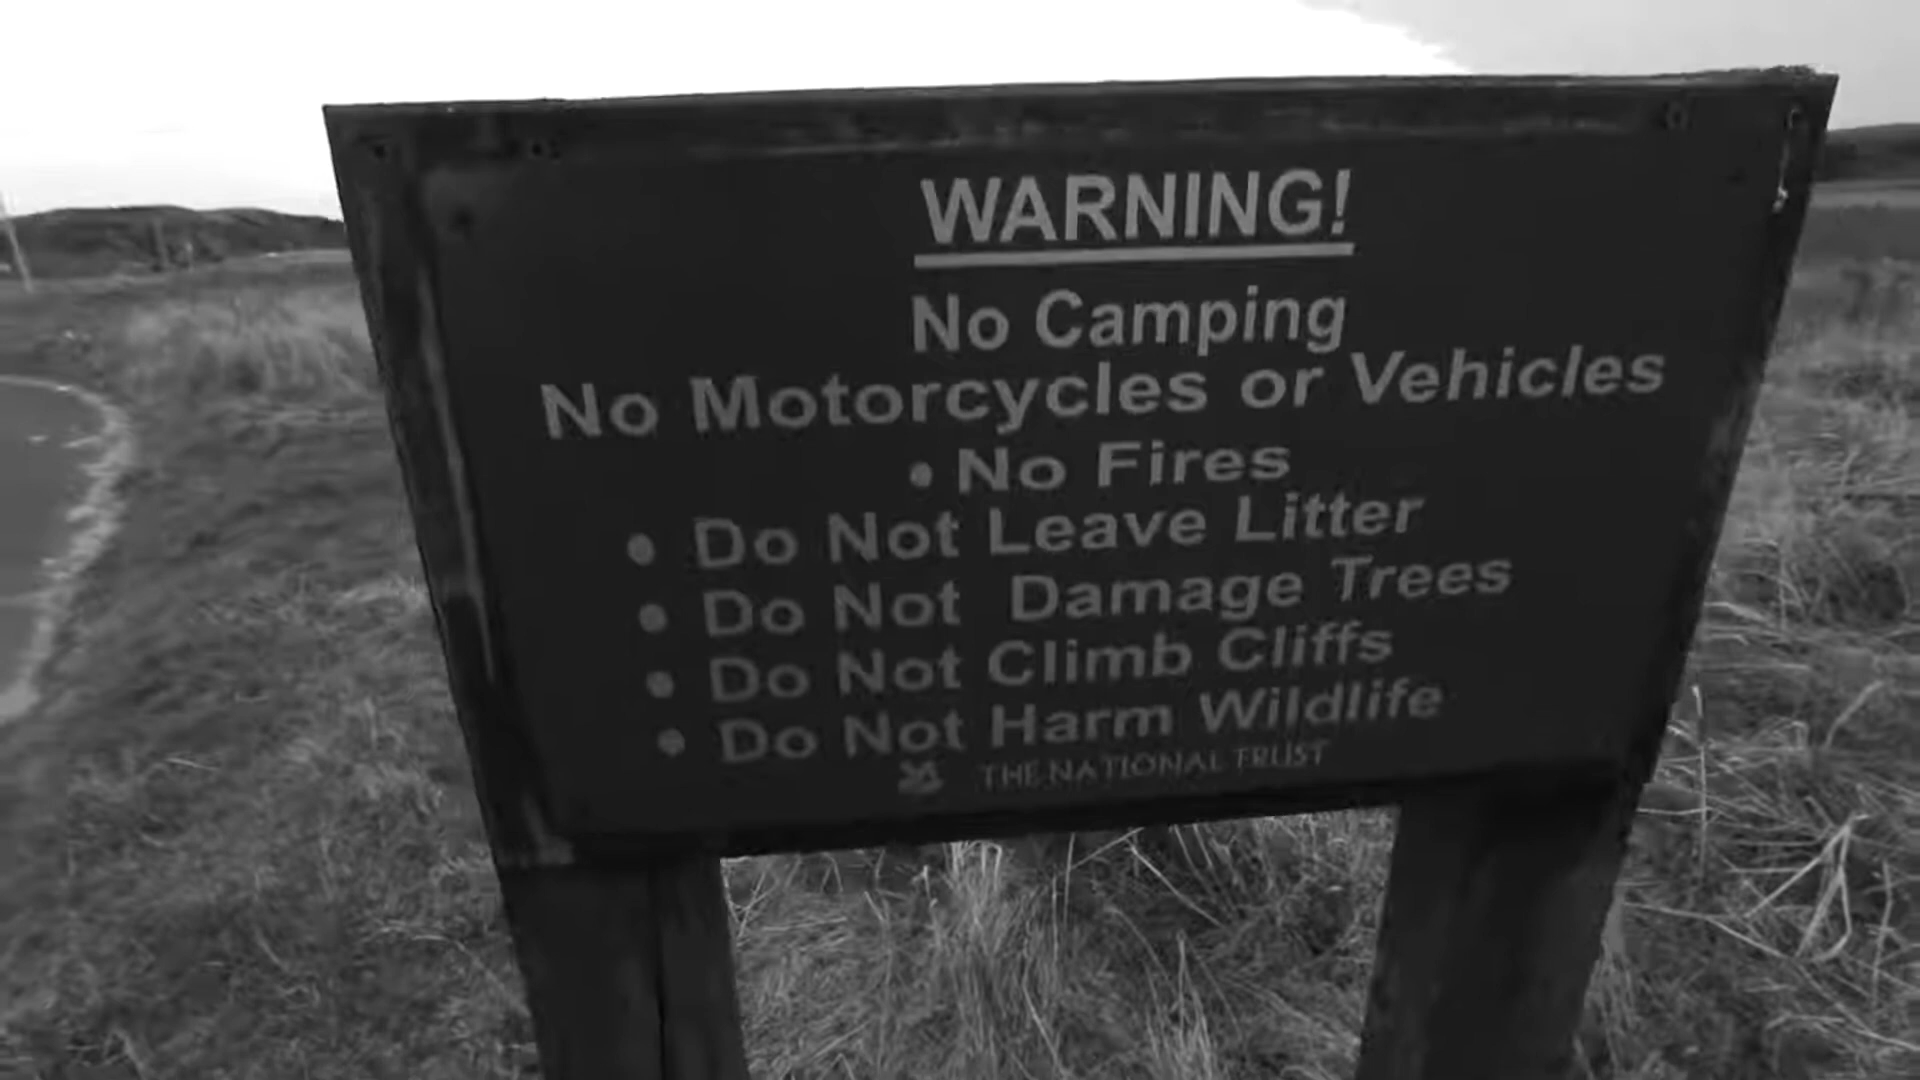 WARNING!
No Camping
No Motorcycles or Vehicles
• No Fires
• Do Not Leave Litter
• Do Not Damage Trees
• Do Not Climb Cliffs
• Do Not Harm Wildlife
THE NATIONAL TRUST